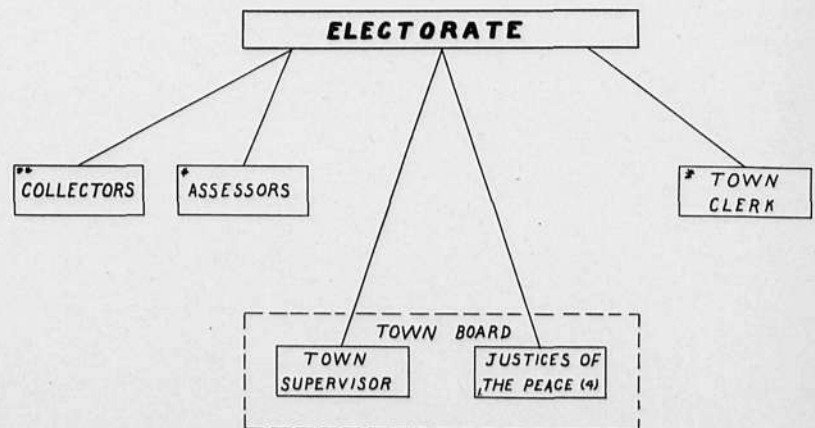 ELECTORATE
** COLLECTORS
* ASSESSORS
* TOWN
CLERK
TOWN BOARD
TOWN
SUPERVISOR
JUSTICES OF
THE PEACE (4)